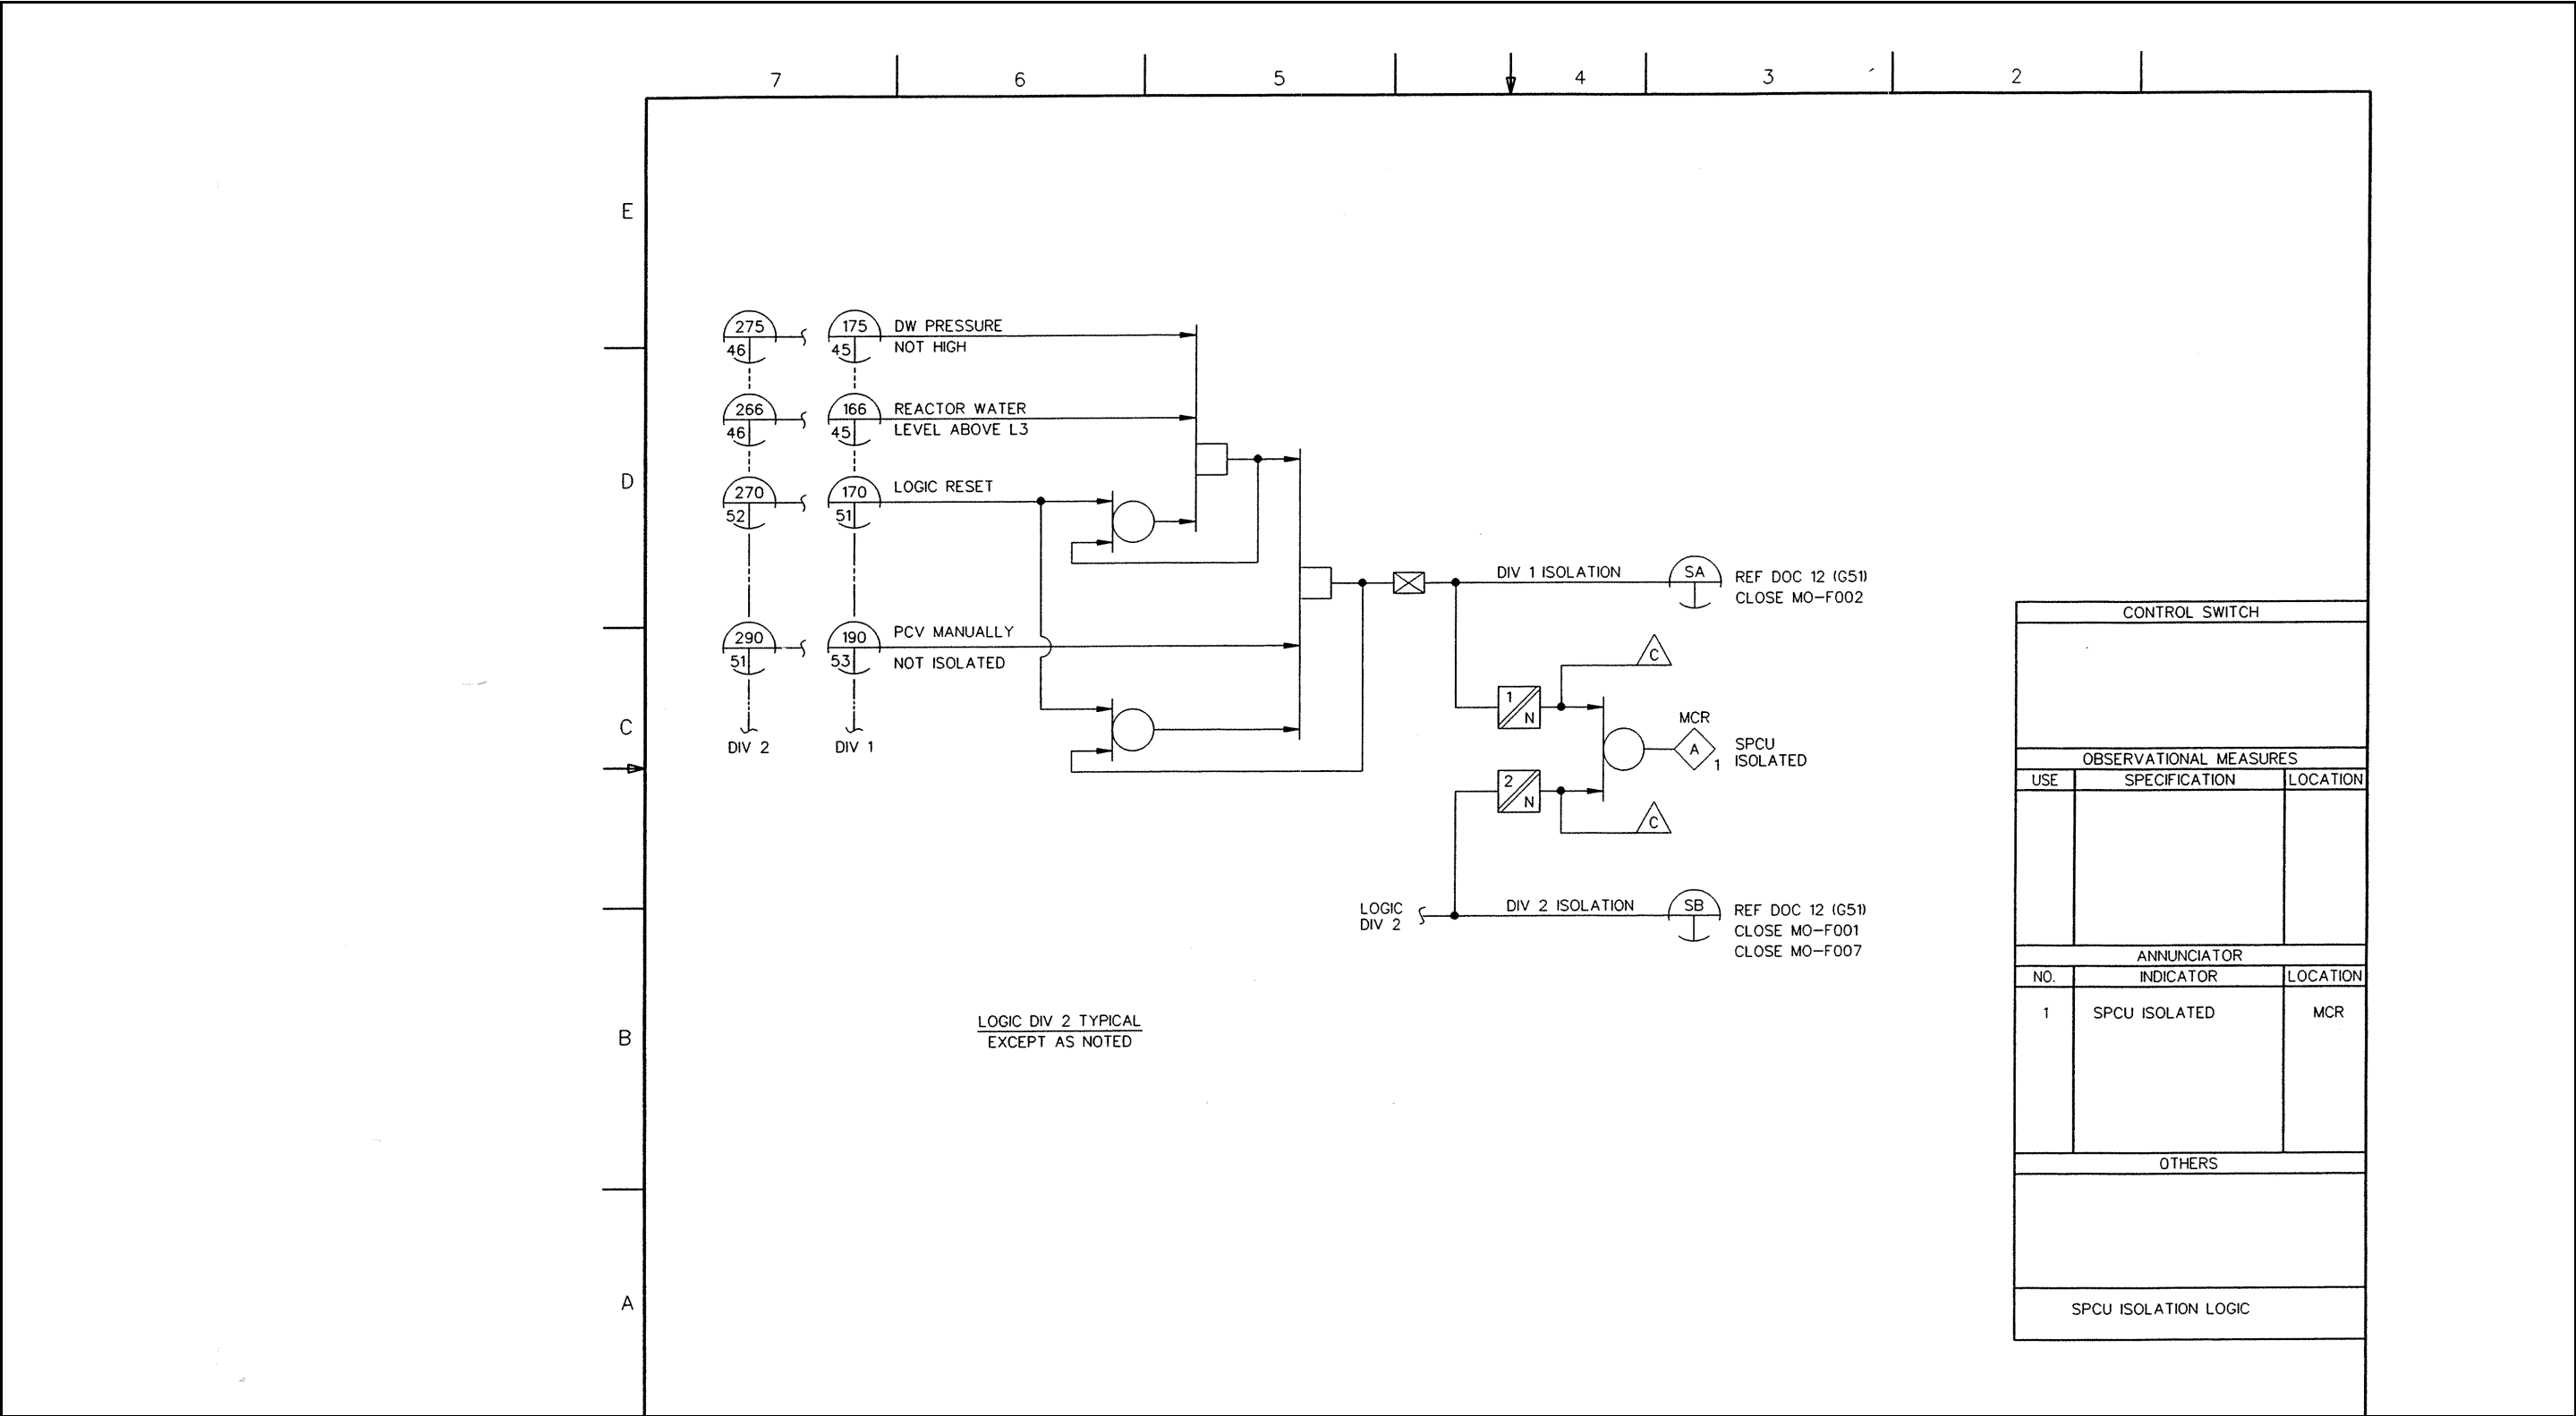 7 6 5 4 3 2
E
D
C
B
A
275 175 DW PRESSURE
46 45 NOT HIGH
266 166 REACTOR WATER
46 45 LEVEL ABOVE L3
270 170 LOGIC RESET
52 51
290 190 PCV MANUALLY
51 53 NOT ISOLATED
DIV 2 DIV 1
DIV 1 ISOLATION SA REF DOC 12 (G51)
CLOSE MO-F002
C
1
N
MCR
A 1
SPCU
ISOLATED
2
N
C
LOGIC
DIV 2
DIV 2 ISOLATION SB REF DOC 12 (G51)
CLOSE MO-F001
CLOSE MO-F007
LOGIC DIV 2 TYPICAL
EXCEPT AS NOTED
CONTROL SWITCH
OBSERVATIONAL MEASURES
USE SPECIFICATION LOCATION
ANNUNCIATOR
NO. INDICATOR LOCATION
1 SPCU ISOLATED MCR
OTHERS
SPCU ISOLATION LOGIC